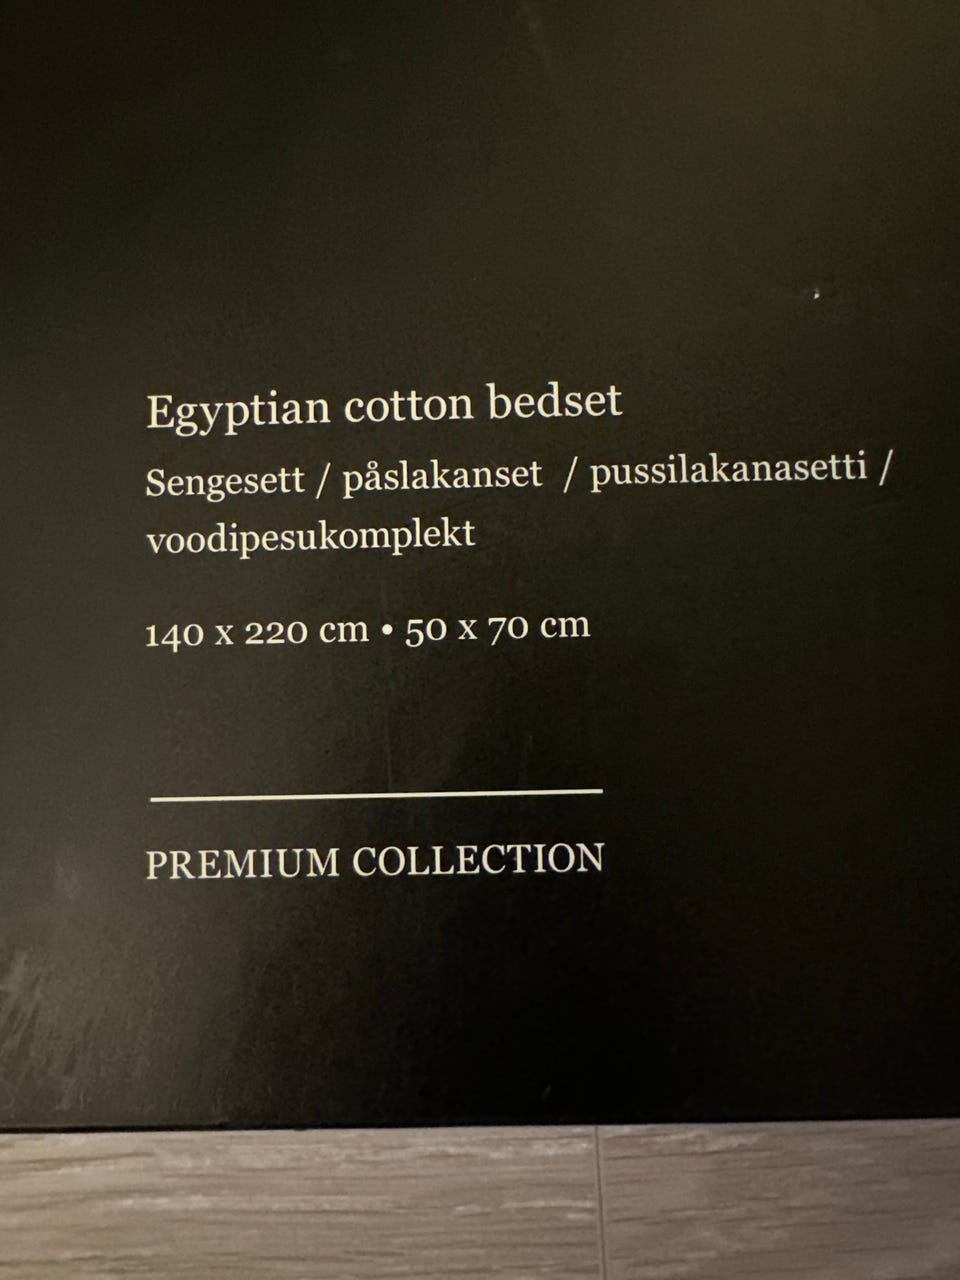 Egyptian cotton bedset
Sengesett / påslakanset / pussilakanasetti /
voodipesukomplekt
140 x 220 cm • 50 x 70 cm
PREMIUM COLLECTION